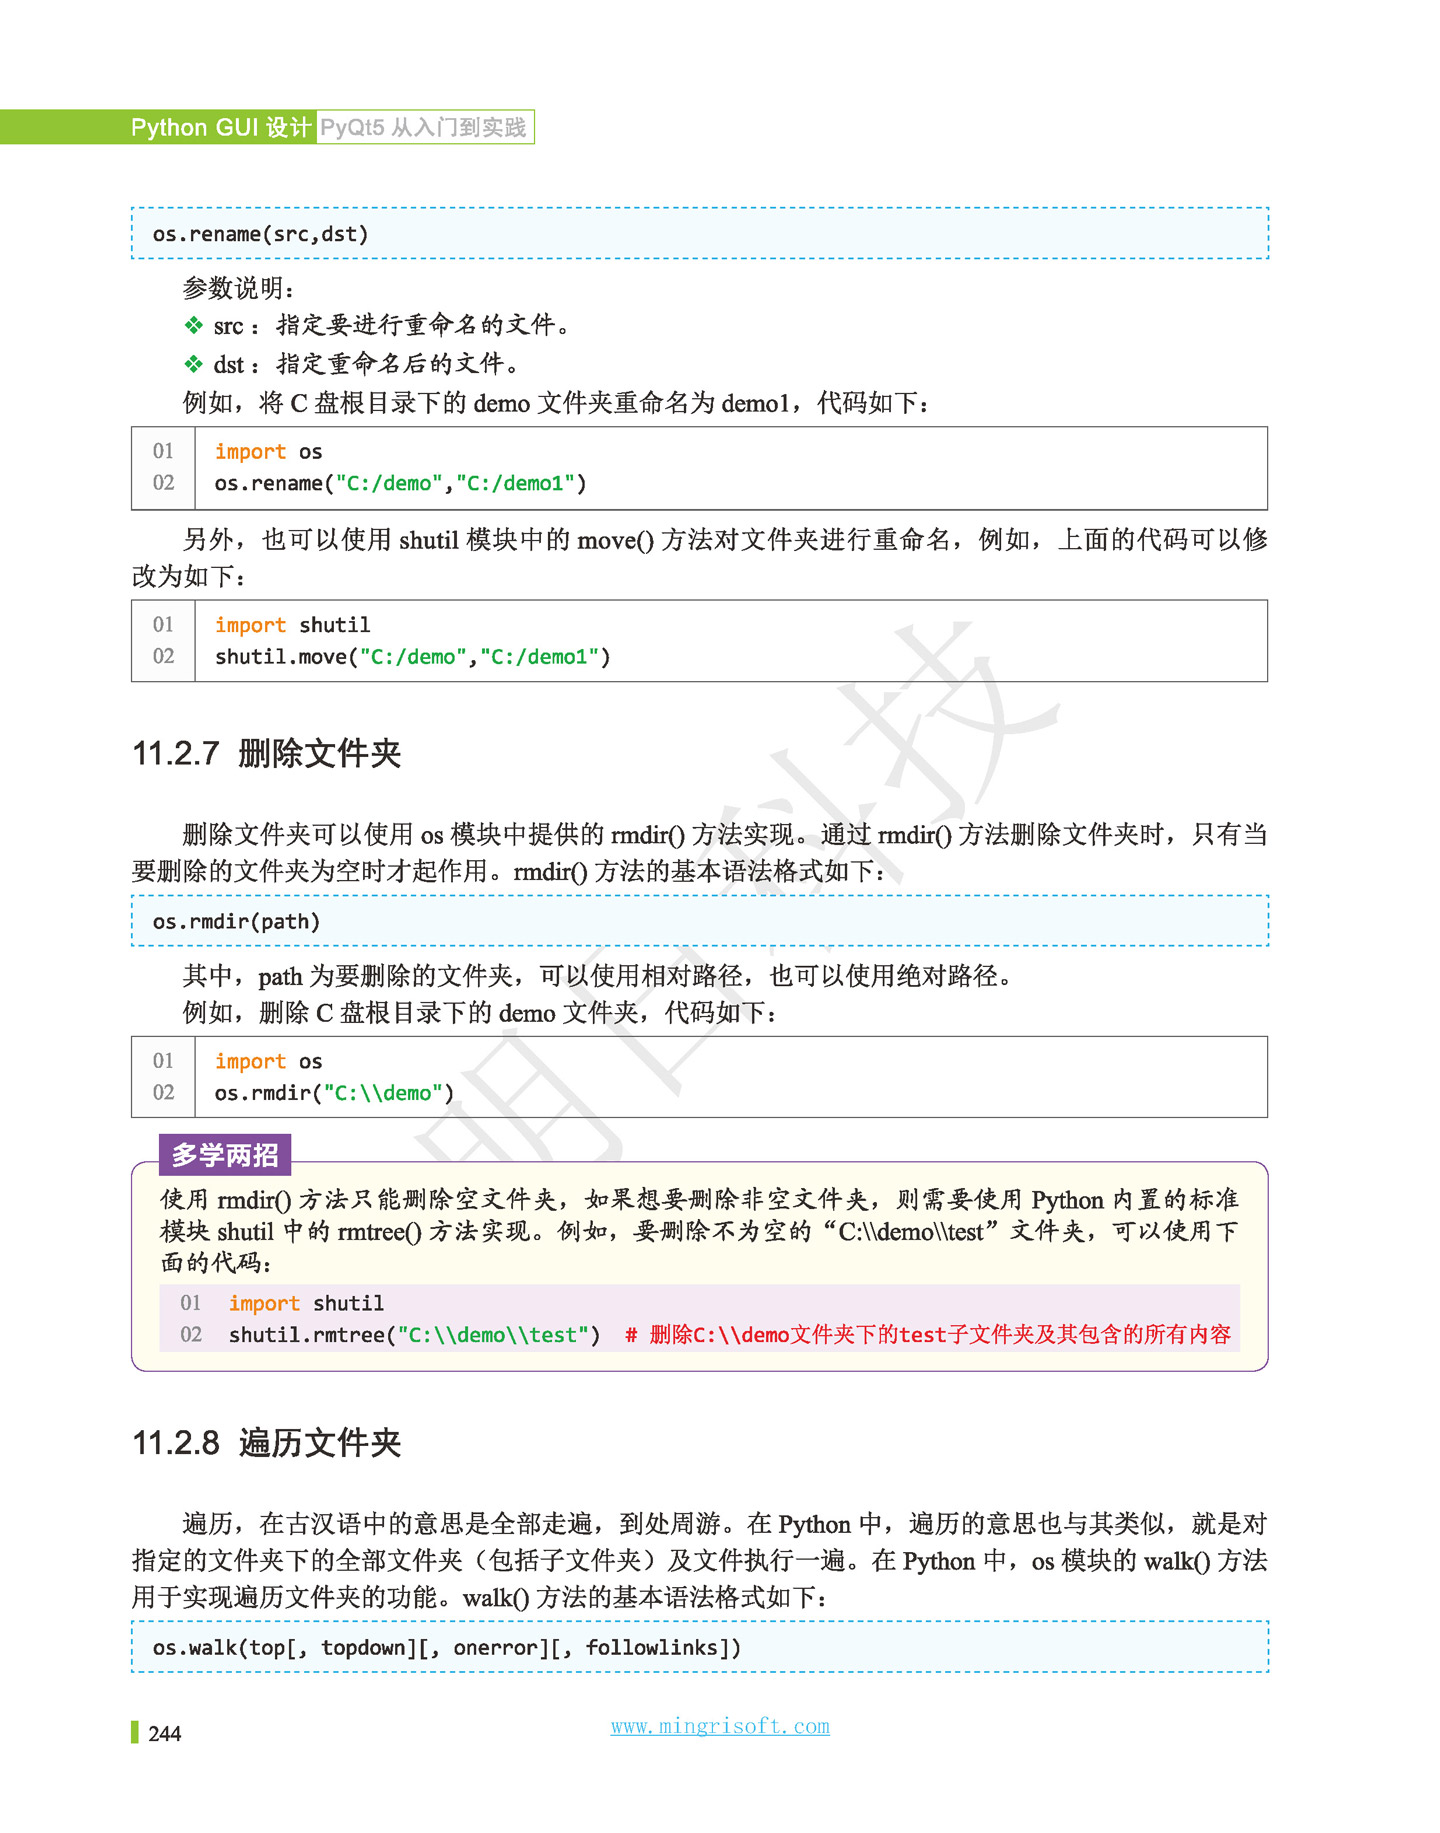 Python GUI 设计 PyQt5 从入门到实践
os.rename(src,dst)
参数说明：
❖ src：指定要进行重命名的文件。
❖ dst：指定重命名后的文件。
例如，将 C 盘根目录下的 demo 文件夹重命名为 demo1，代码如下：
01 import os
02 os.rename("C:/demo","C:/demo1")
另外，也可以使用 shutil 模块中的 move() 方法对文件夹进行重命名，例如，上面的代码可以修
改为如下：
01 import shutil
02 shutil.move("C:/demo","C:/demo1")
11.2.7 删除文件夹
删除文件夹可以使用 os 模块中提供的 rmdir() 方法实现。通过 rmdir() 方法删除文件夹时，只有当
要删除的文件夹为空时才起作用。rmdir() 方法的基本语法格式如下：
os.rmdir(path)
其中，path 为要删除的文件夹，可以使用相对路径，也可以使用绝对路径。
例如，删除 C 盘根目录下的 demo 文件夹，代码如下：
01 import os
02 os.rmdir("C:\\demo")
多学两招
使用 rmdir() 方法只能删除空文件夹，如果想要删除非空文件夹，则需要使用 Python 内置的标准
模块 shutil 中的 rmtree() 方法实现。例如，要删除不为空的“C:\\demo\\test”文件夹，可以使用下
面的代码：
01 import shutil
02 shutil.rmtree("C:\\demo\\test") # 删除C:\\demo文件夹下的test子文件夹及其包含的所有内容
11.2.8 遍历文件夹
遍历，在古汉语中的意思是全部走遍，到处周游。在 Python 中，遍历的意思也与其类似，就是对
指定的文件夹下的全部文件夹（包括子文件夹）及文件执行一遍。在 Python 中，os 模块的 walk() 方法
用于实现遍历文件夹的功能。walk() 方法的基本语法格式如下：
os.walk(top[, topdown][, onerror][, followlinks])
244
www.mingrisoft.com
明日科技